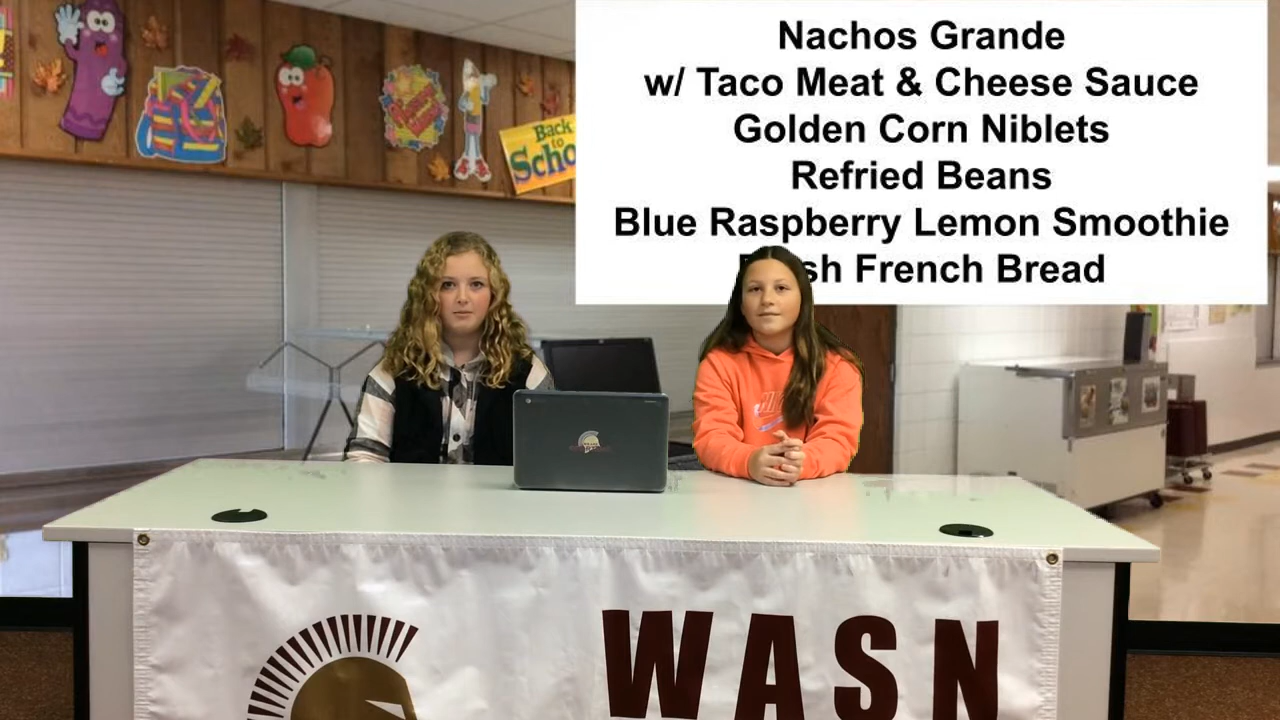 Nachos Grande
w/ Taco Meat & Cheese Sauce
Golden Corn Niblets
Refried Beans
Blue Raspberry Lemon Smoothie
French Bread
Back
to
WASN